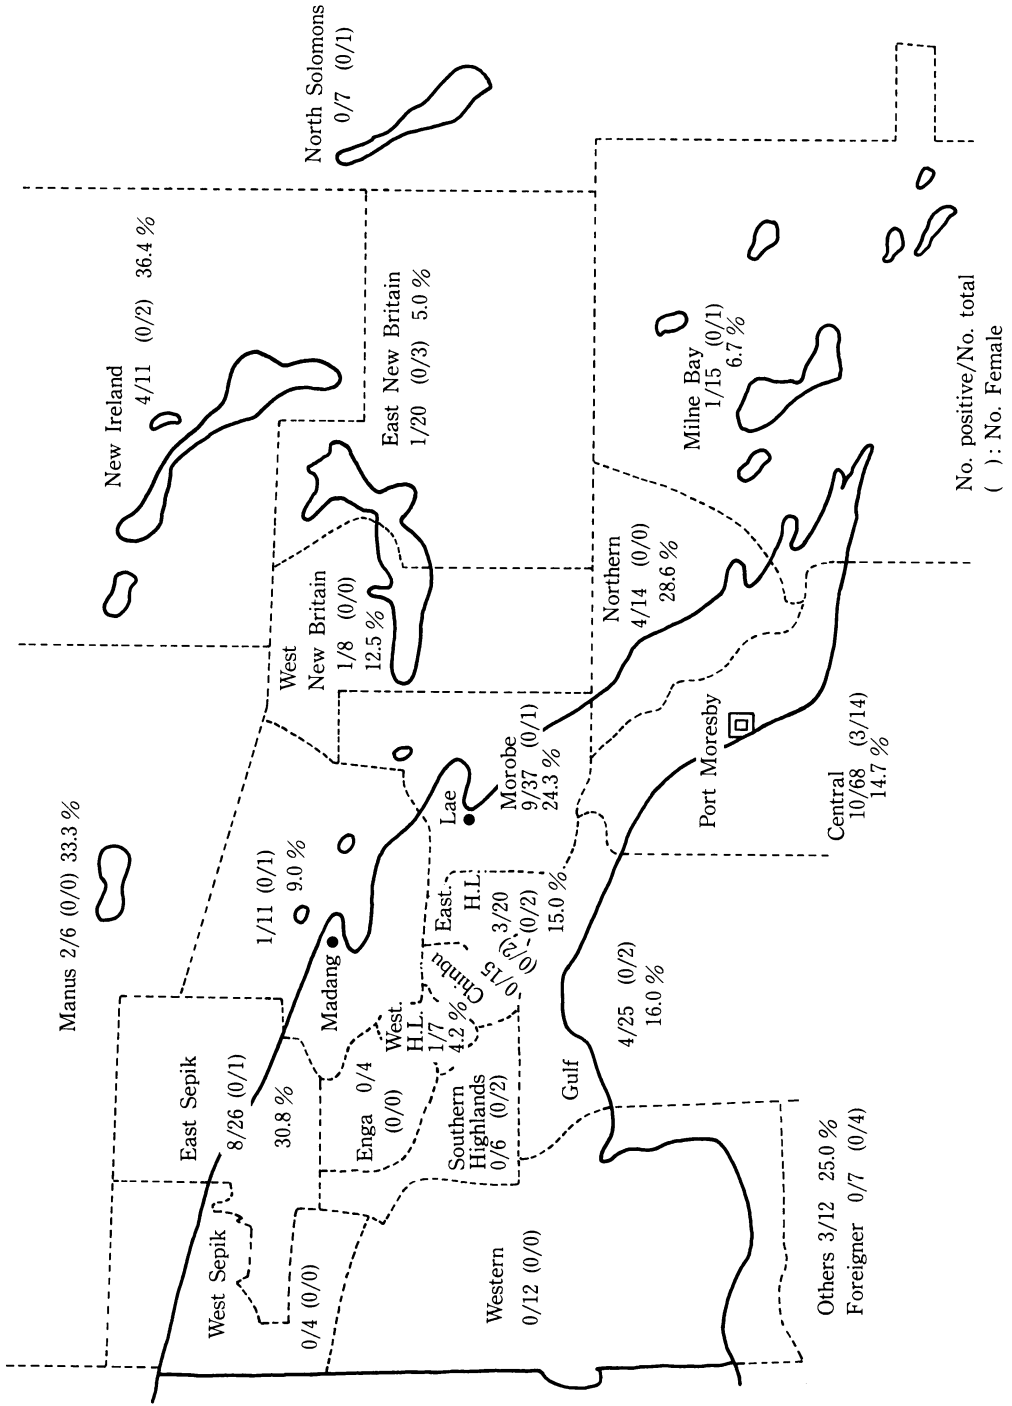 Manus 2/6 (0/0) 33.3 %
New Ireland
4/11 (0/2) 36.4 %
North Solomons
0/7 (0/1)
East New Britain
1/20 (0/3) 5.0 %
West
New Britain
1/8 (0/0)
12.5 %
1/11 (0/1)
9.0 %
Madang
East Sepik
8/26 (0/1)
30.8 %
West Sepik
0/4 (0/0)
Enga 0/4
(0/0)
West.
H.L.
1/7
4.2 %
Chinbu
0/15
(0/2)
East.
H.L.
3/20
(0/2)
15.0 %
Lae
Morobe
9/37 (0/1)
24.3 %
Southern
Highlands
0/6 (0/2)
Western
0/12 (0/0)
Gulf
4/25 (0/2)
16.0 %
Northern
4/14 (0/0)
28.6 %
Milne Bay
1/15 (0/1)
6.7 %
Port Moresby
Central
10/68 (3/14)
14.7 %
Others 3/12 25.0 %
Foreigner 0/7 (0/4)
No. positive/No. total
( ) : No. Female